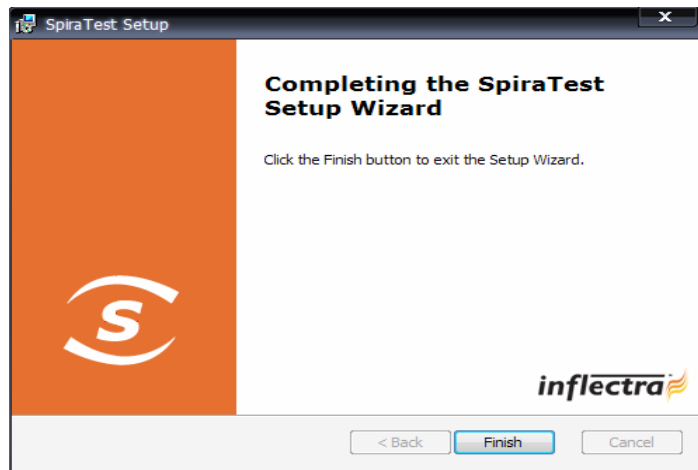 SpiraTest Setup
x
Completing the SpiraTest
Setup Wizard
Click the Finish button to exit the Setup Wizard.
S
inflectra
< Back Finish Cancel